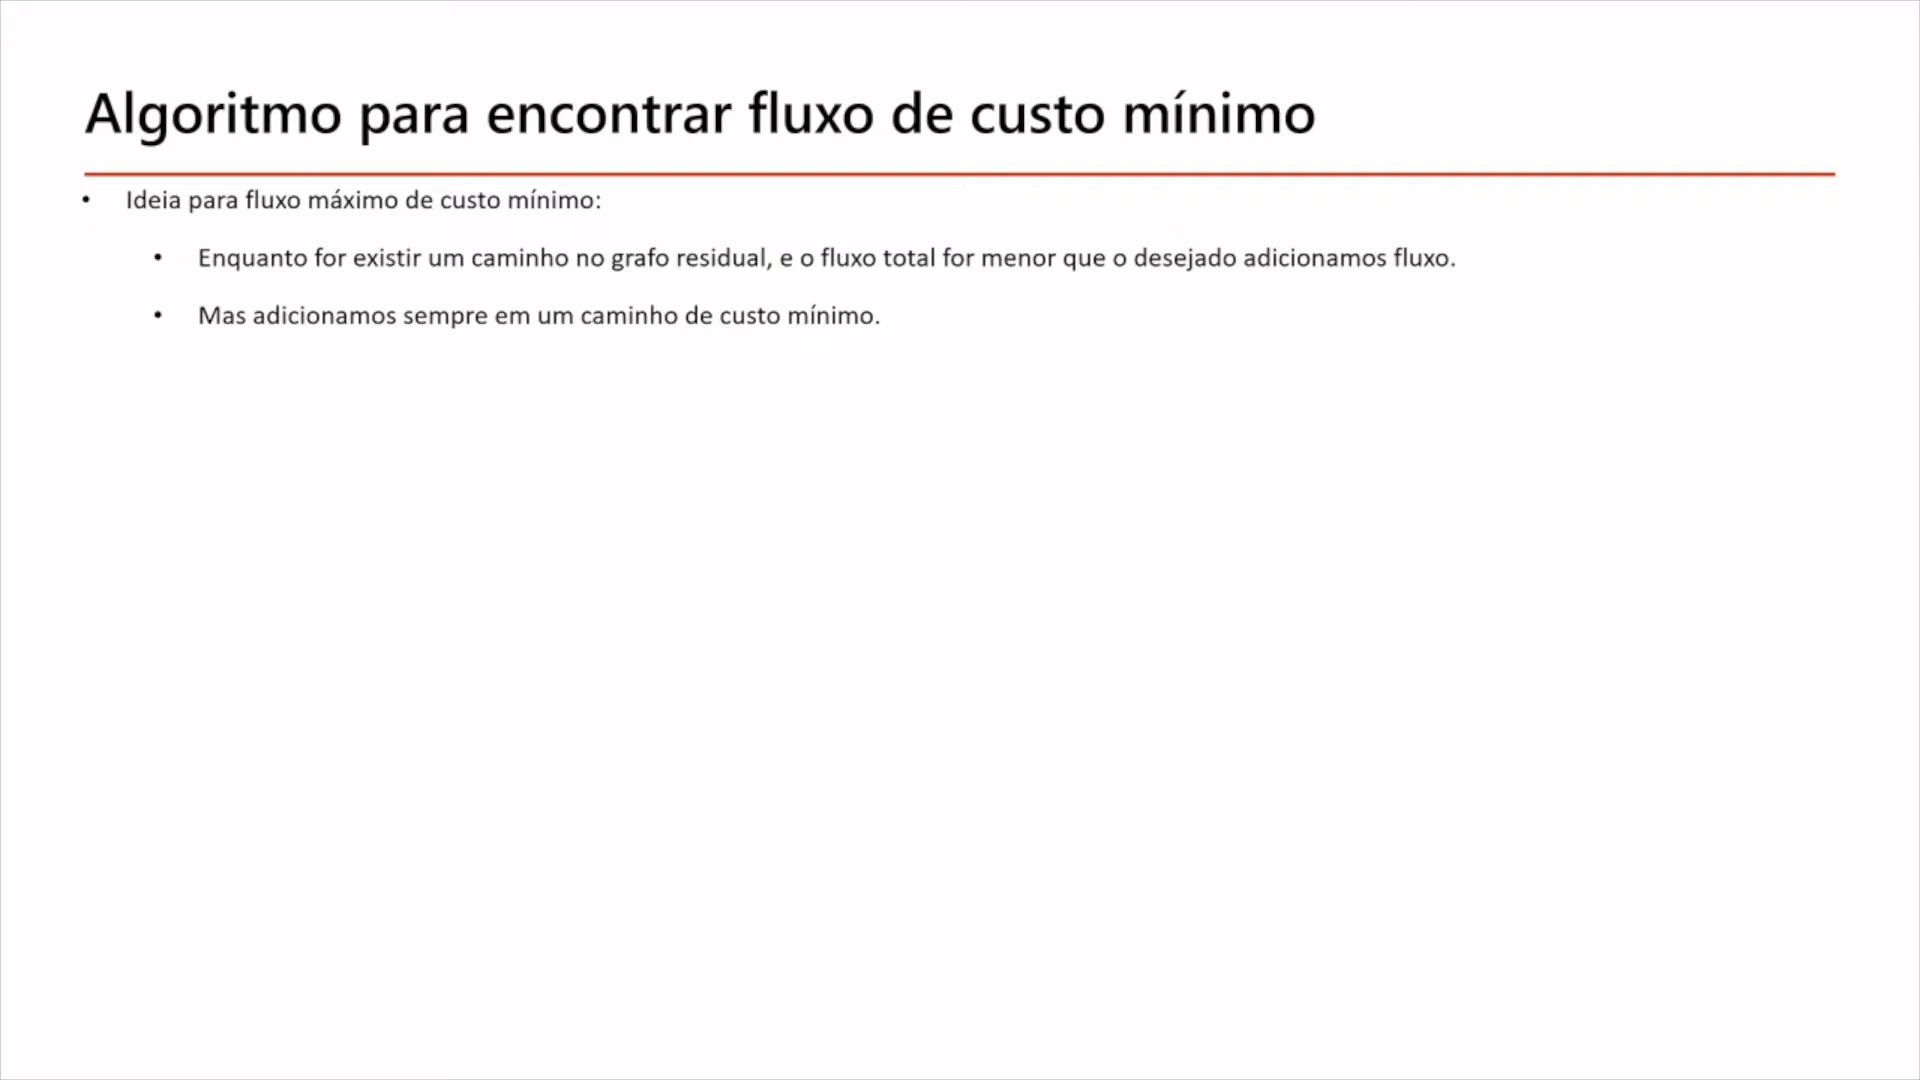 Algoritmo para encontrar fluxo de custo mínimo
• Ideia para fluxo máximo de custo mínimo:
• Enquanto for existir um caminho no grafo residual, e o fluxo total for menor que o desejado adicionamos fluxo.
• Mas adicionamos sempre em um caminho de custo mínimo.